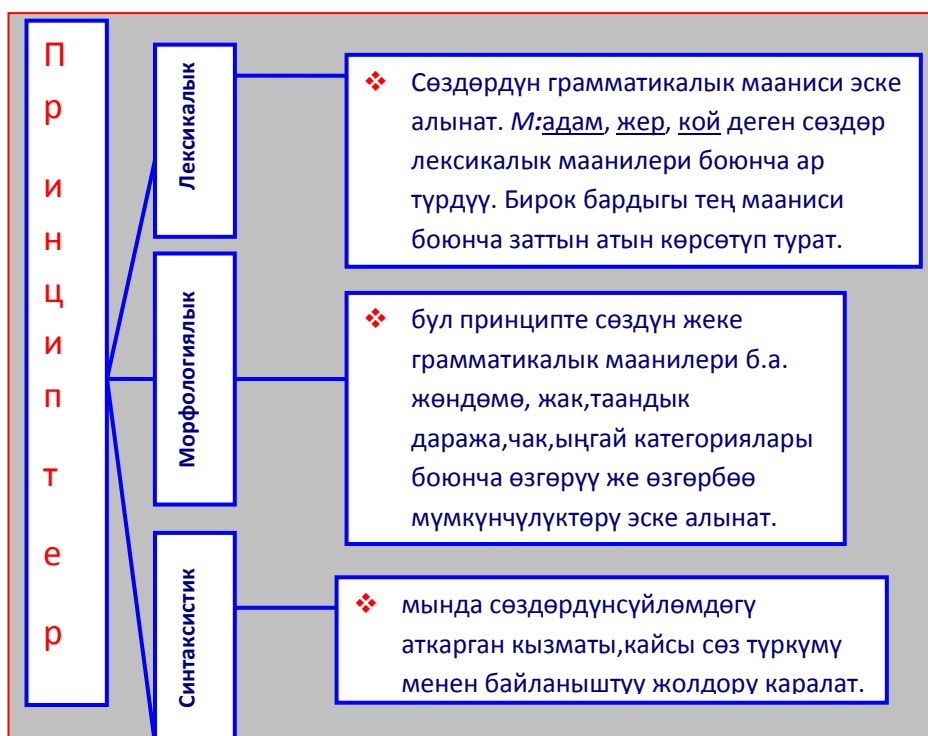 Принциптер
Лексикалык
❖ Сөздөрдүн грамматикалык мааниси эске
алынат. М:адам, жер, кой деген сөздөр
лексикалык маанилери боюнча ар
түрдүү. Бирок бардыгы тең мааниси
боюнча заттын атын көрсөтүп турат.
Морфологиялык
❖ бул принципте сөздүн жеке
грамматикалык маанилери б.а.
жөндөмө, жак,таандык
даража,чак,ыңгай категориялары
боюнча өзгөрүү же өзгөрбөө
мүмкүнчүлүктөрү эске алынат.
Синтаксистик
❖ мында сөздөрдүнсүйлөмдөгү
аткарган кызматы,кайсы сөз түркүмү
менен байланыштуу жолдору каралат.